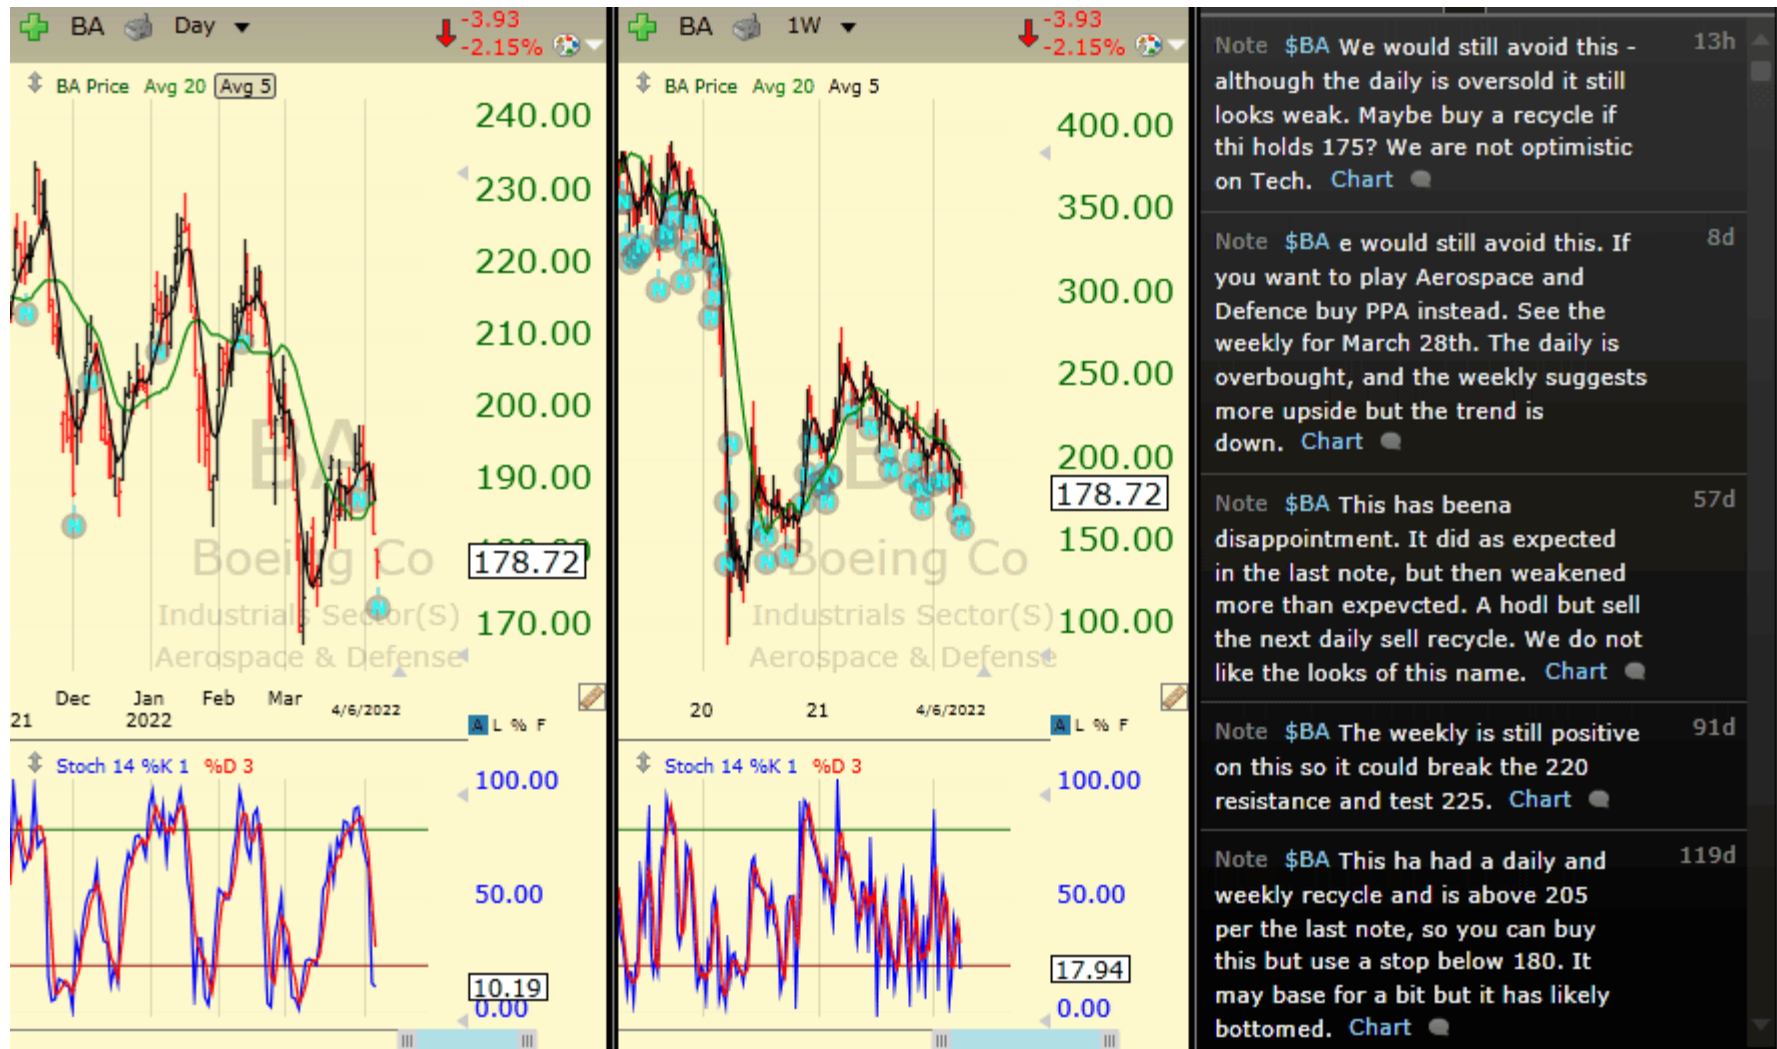 BA Day
-3.93
-2.15%
BA Price Avg 20 Avg 5
240.00
230.00
220.00
210.00
200.00
190.00
178.72
170.00
BA
Boeing Co
Industrials Sector(S)
Aerospace & Defense
Dec Jan Feb Mar 4/6/2022
21 2022
A L % F
Stoch 14 %K 1 %D 3
100.00
50.00
10.19
0.00
BA 1W
-3.93
-2.15%
BA Price Avg 20 Avg 5
400.00
350.00
300.00
250.00
200.00
178.72
150.00
100.00
BA
Boeing Co
Industrials Sector(S)
Aerospace & Defense
20 21 4/6/2022
A L % F
Stoch 14 %K 1 %D 3
100.00
50.00
17.94
0.00
Note $BA We would still avoid this - 13h
although the daily is oversold it still
looks weak. Maybe buy a recycle if
thi holds 175? We are not optimistic
on Tech. Chart
Note $BA e would still avoid this. If 8d
you want to play Aerospace and
Defence buy PPA instead. See the
weekly for March 28th. The daily is
overbought, and the weekly suggests
more upside but the trend is
down. Chart
Note $BA This has beena 57d
disappointment. It did as expected
in the last note, but then weakened
more than expevcted. A hodl but sell
the next daily sell recycle. We do not
like the looks of this name. Chart
Note $BA The weekly is still positive 91d
on this so it could break the 220
resistance and test 225. Chart
Note $BA This ha had a daily and 119d
weekly recycle and is above 205
per the last note, so you can buy
this but use a stop below 180. It
may base for a bit but it has likely
bottomed. Chart